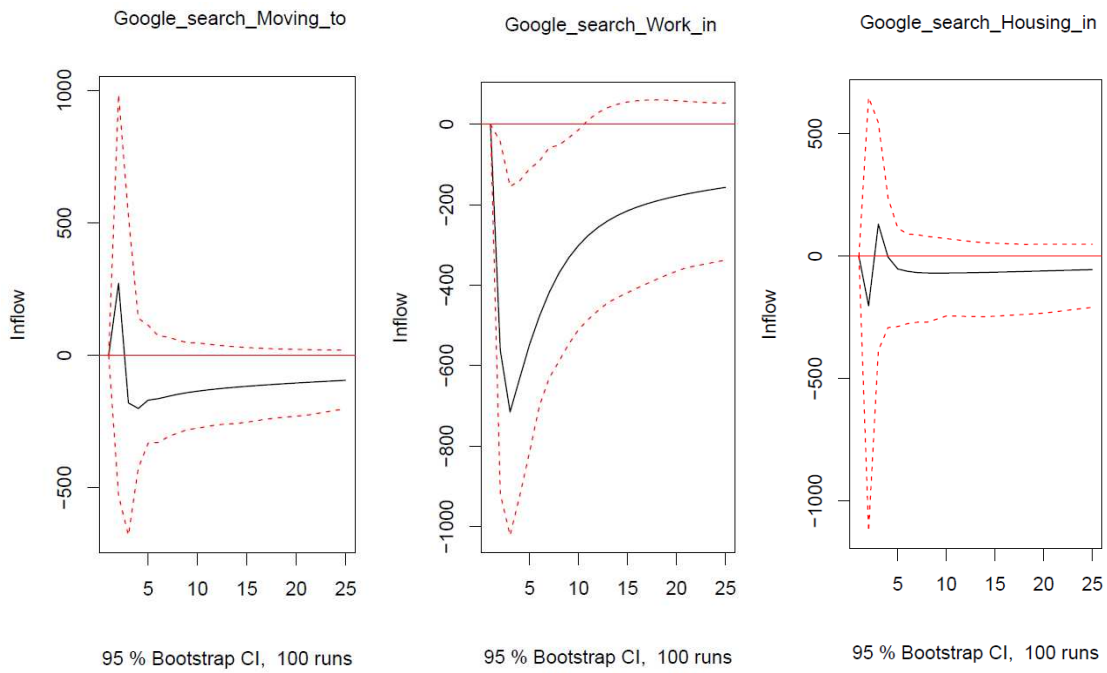 Google_search_Moving_to
Inflow
1000
500
0
−500
5 10 15 20 25
95 % Bootstrap CI, 100 runs
Google_search_Work_in
Inflow
0
−200
−400
−600
−800
−1000
5 10 15 20 25
95 % Bootstrap CI, 100 runs
Google_search_Housing_in
Inflow
500
0
−500
−1000
5 10 15 20 25
95 % Bootstrap CI, 100 runs